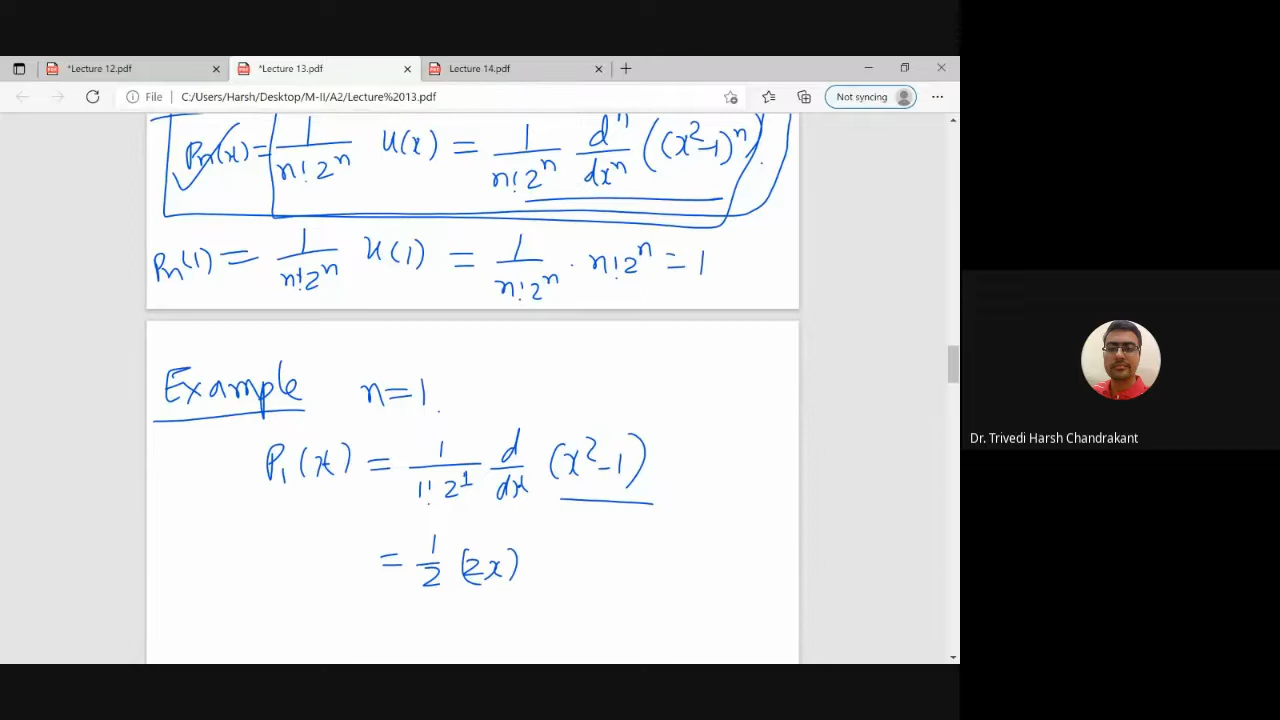 *Lecture 12.pdf *Lecture 13.pdf Lecture 14.pdf
File C:/Users/Harsh/Desktop/M-II/A2/Lecture%2013.pdf Not syncing
Pn(x) = 1/(n! 2^n) U(x) = 1/(n! 2^n) d^n/dx^n ((x²-1)^n)
Pn(1) = 1/(n! 2^n) U(1) = 1/(n! 2^n) · n! 2^n = 1
Example n=1.
P₁(x) = 1/(1! 2^1) d/dx (x²-1)
= 1/2 (2x)
Dr. Trivedi Harsh Chandrakant